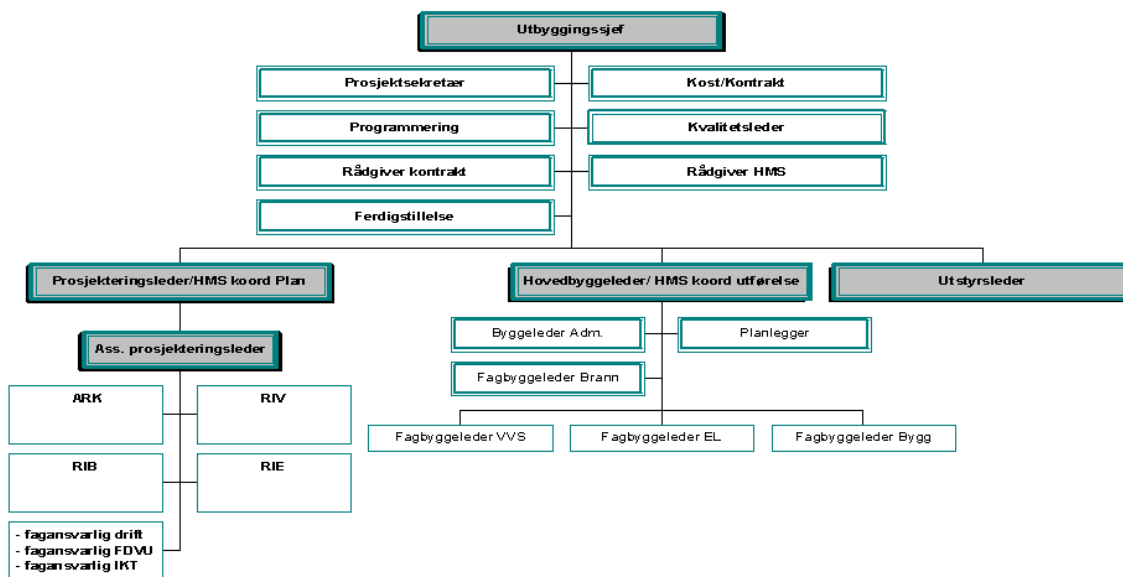 Utbyggingssjef
Prosjektsekretær
Kost/Kontrakt
Programmering
Kvalitetsleder
Rådgiver kontrakt
Rådgiver HMS
Ferdigstillelse
Prosjekteringsleder/HMS koord Plan
Hovedbyggeleder/ HMS koord utførelse
Utstyrsleder
Byggeleder Adm.
Planlegger
Ass. prosjekteringsleder
Fagbyggeleder Brann
ARK
RIV
Fagbyggeleder VVS
Fagbyggeleder EL
Fagbyggeleder Bygg
RIB
RIE
- fagansvarlig drift
- fagansvarlig FDVU
- fagansvarlig IKT